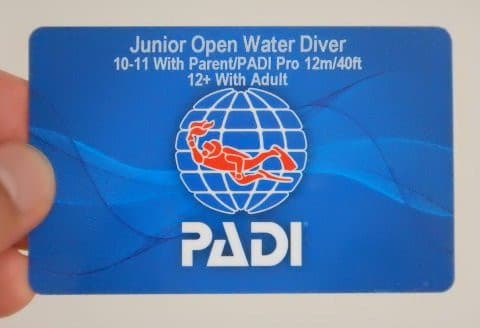 Junior Open Water Diver
10-11 With Parent/PADI Pro 12m/40ft
12+ With Adult
PADI